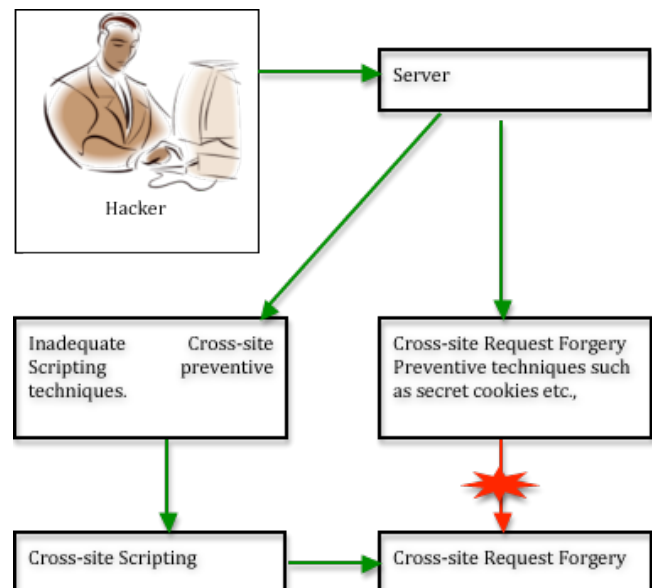 Hacker
Server
Inadequate Cross-site
Scripting preventive
techniques.
Cross-site Request Forgery
Preventive techniques such
as secret cookies etc.,
Cross-site Scripting
Cross-site Request Forgery